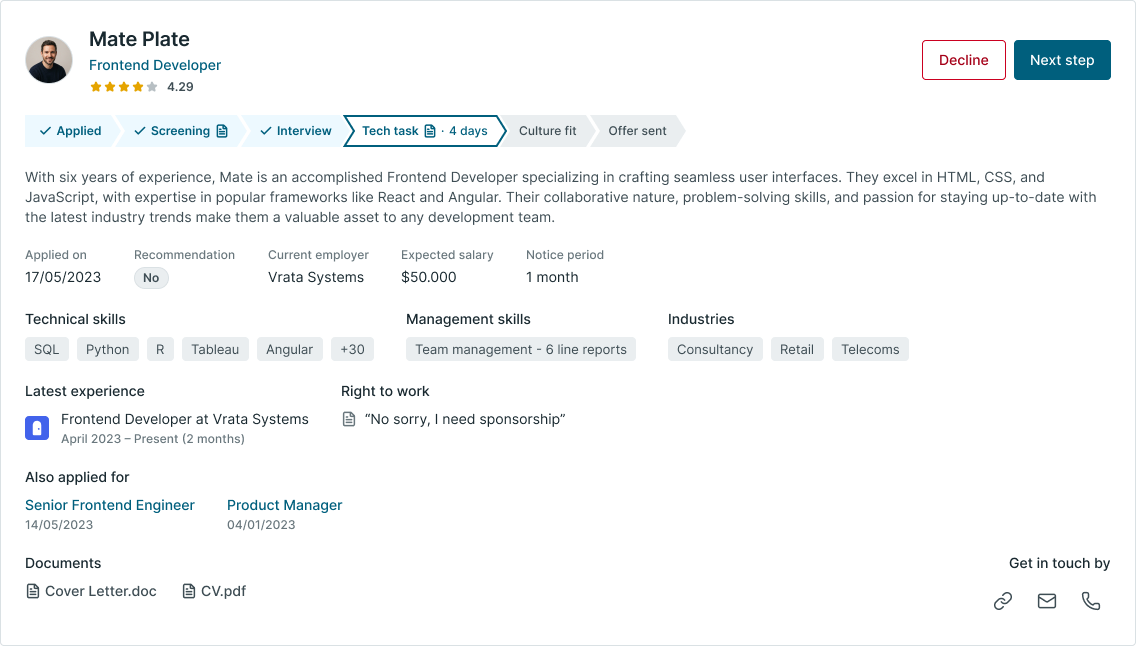 Mate Plate
Frontend Developer
4.29
Decline
Next step
Applied
Screening
Interview
Tech task · 4 days
Culture fit
Offer sent
With six years of experience, Mate is an accomplished Frontend Developer specializing in crafting seamless user interfaces. They excel in HTML, CSS, and
JavaScript, with expertise in popular frameworks like React and Angular. Their collaborative nature, problem-solving skills, and passion for staying up-to-date with
the latest industry trends make them a valuable asset to any development team.
Applied on
17/05/2023
Recommendation
No
Current employer
Vrata Systems
Expected salary
$50.000
Notice period
1 month
Technical skills
SQL
Python
R
Tableau
Angular
+30
Management skills
Team management - 6 line reports
Industries
Consultancy
Retail
Telecoms
Latest experience
Frontend Developer at Vrata Systems
April 2023 – Present (2 months)
Right to work
“No sorry, I need sponsorship”
Also applied for
Senior Frontend Engineer
14/05/2023
Product Manager
04/01/2023
Documents
Cover Letter.doc
CV.pdf
Get in touch by